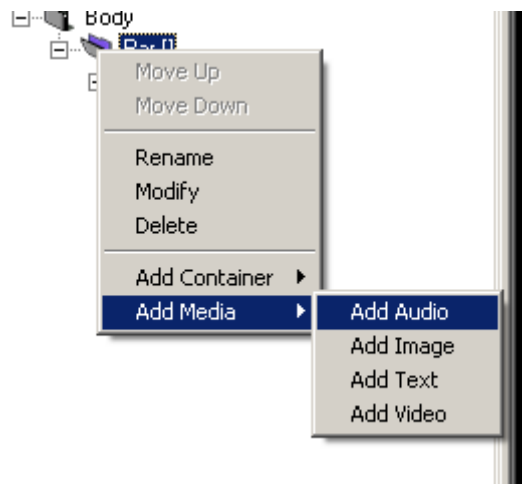 Body
Move Up
Move Down
Rename
Modify
Delete
Add Container
Add Media
Add Audio
Add Image
Add Text
Add Video